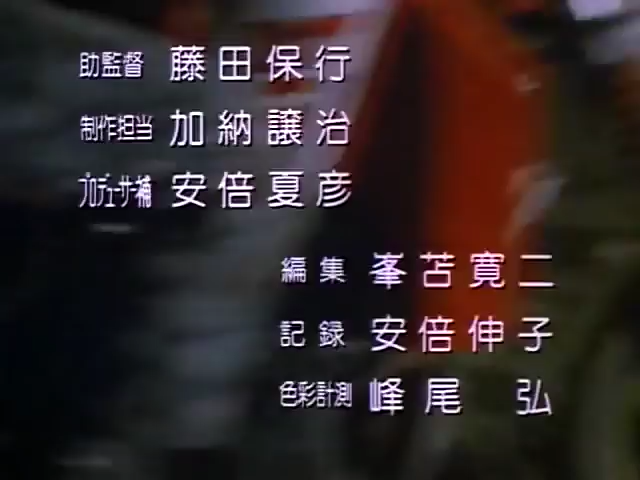 助監督 藤田保行
制作担当 加納譲治
プロデューサー補 安倍夏彦
編集 峯苫寛二
記録 安倍伸子
色彩計測 峰尾 弘